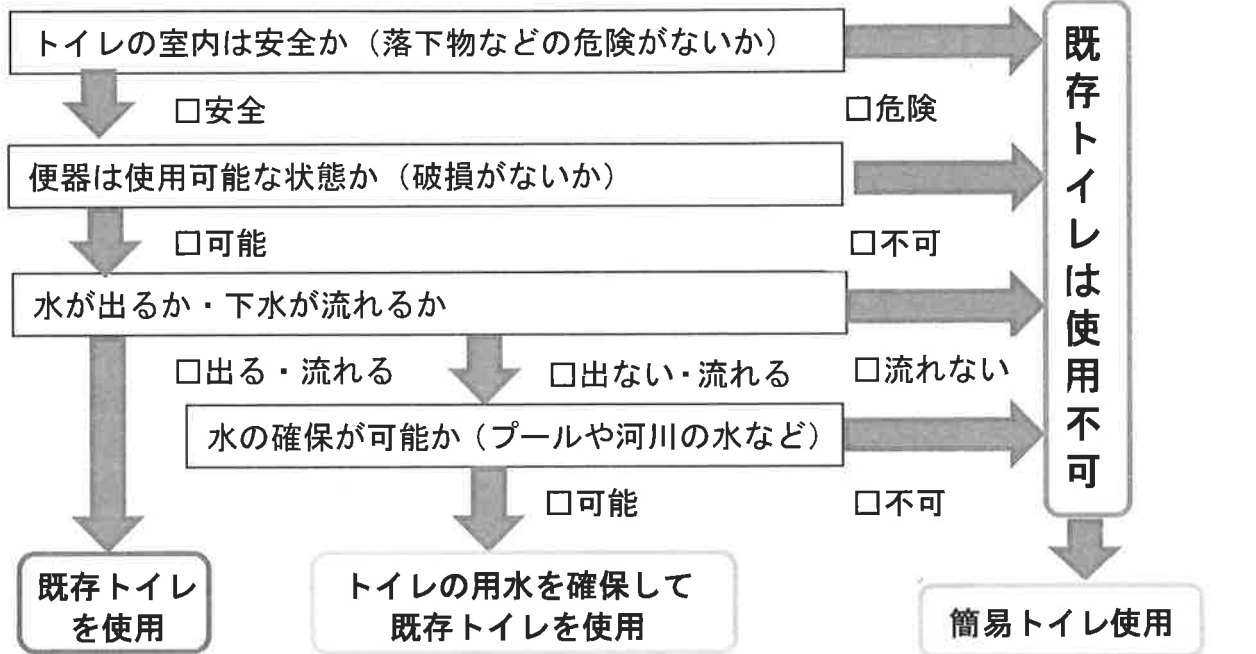 トイレの室内は安全か（落下物などの危険がないか）
□安全
□危険
便器は使用可能な状態か（破損がないか）
□可能
□不可
水が出るか・下水が流れるか
□出る・流れる
□出ない・流れる
□流れない
水の確保が可能か（プールや河川の水など）
□可能
□不可
既存トイレは使用不可
既存トイレ
を使用
トイレの用水を確保して
既存トイレを使用
簡易トイレ使用